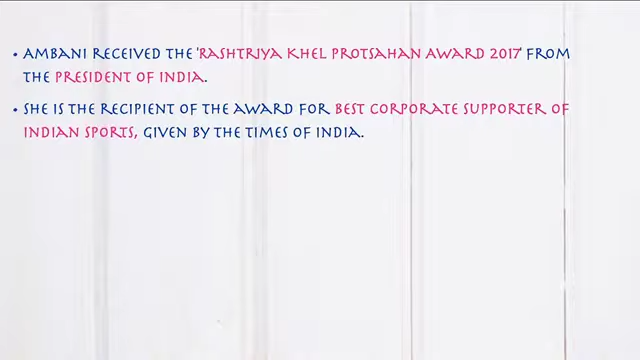 • Ambani received the 'Rashtriya Khel Protsahan Award 2017' from
the President of India.
• She is the recipient of the award for Best Corporate Supporter of
Indian Sports, given by the Times of India.